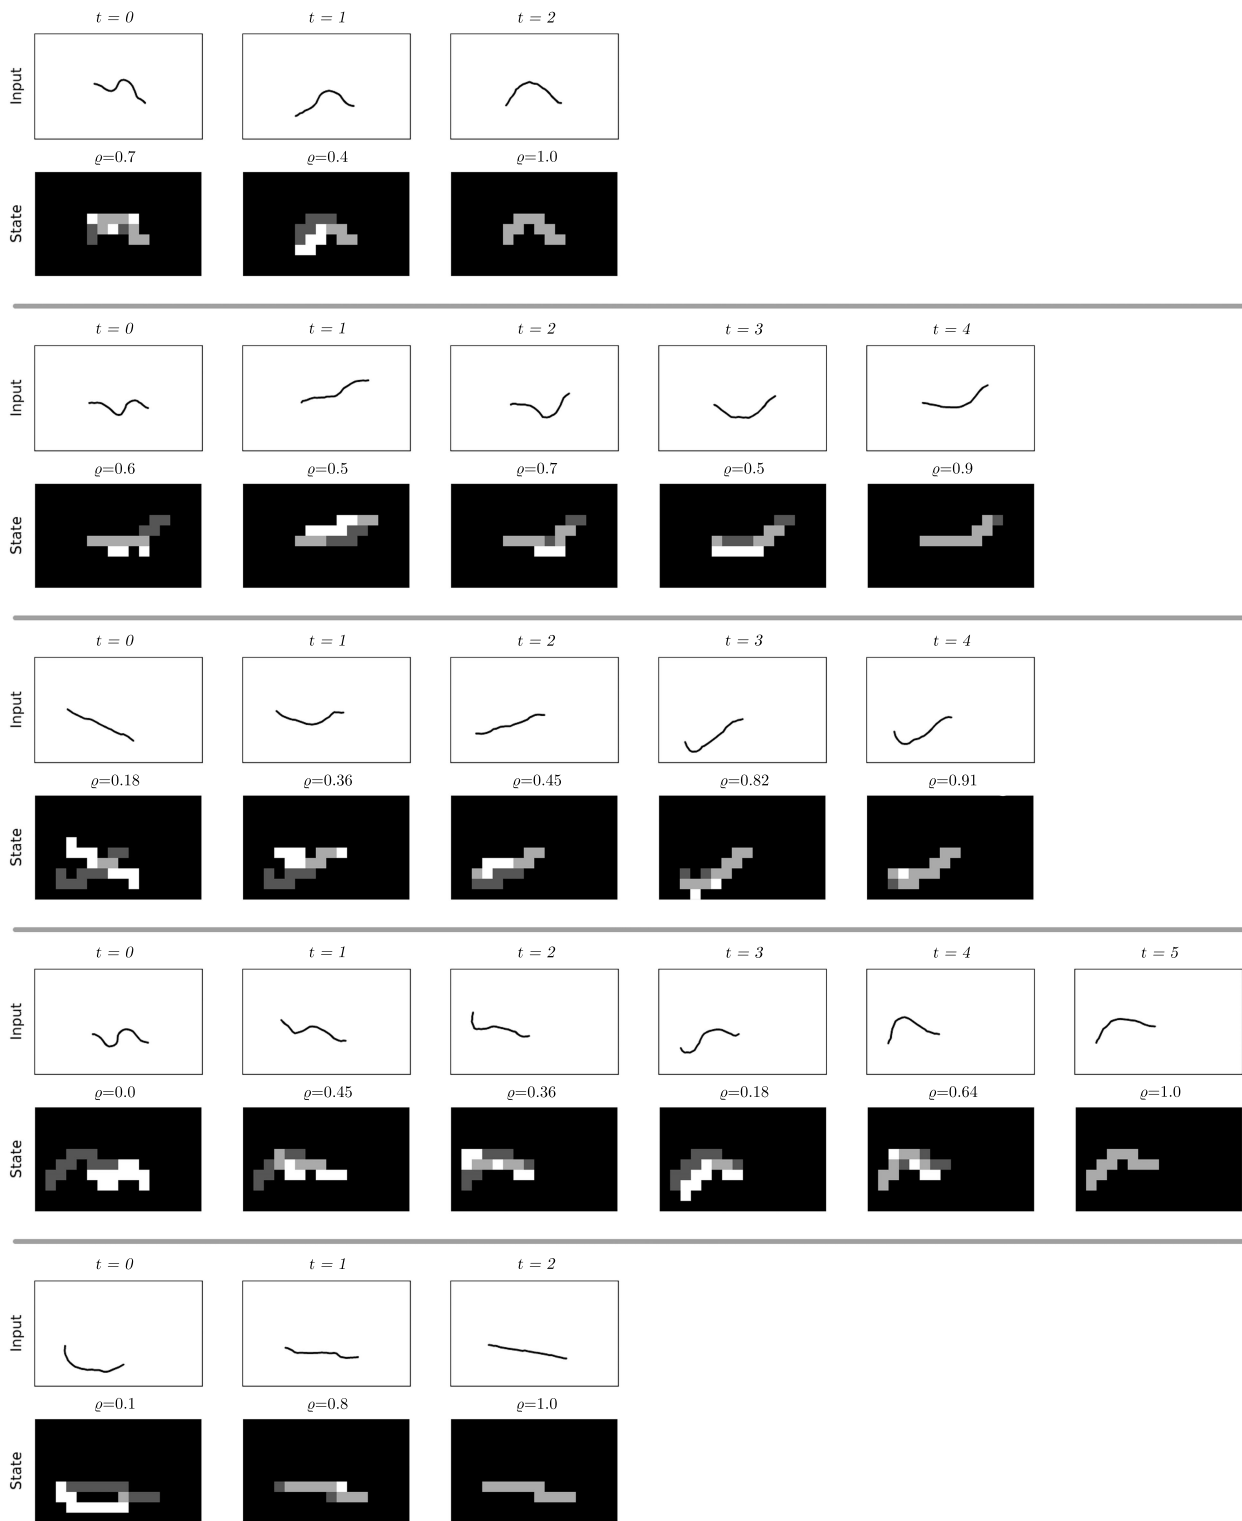 t = 0 t = 1 t = 2
Input
ϱ=0.7 ϱ=0.4 ϱ=1.0
State
t = 0 t = 1 t = 2 t = 3 t = 4
Input
ϱ=0.6 ϱ=0.5 ϱ=0.7 ϱ=0.5 ϱ=0.9
State
t = 0 t = 1 t = 2 t = 3 t = 4
Input
ϱ=0.18 ϱ=0.36 ϱ=0.45 ϱ=0.82 ϱ=0.91
State
t = 0 t = 1 t = 2 t = 3 t = 4 t = 5
Input
ϱ=0.0 ϱ=0.45 ϱ=0.36 ϱ=0.18 ϱ=0.64 ϱ=1.0
State
t = 0 t = 1 t = 2
Input
ϱ=0.1 ϱ=0.8 ϱ=1.0
State